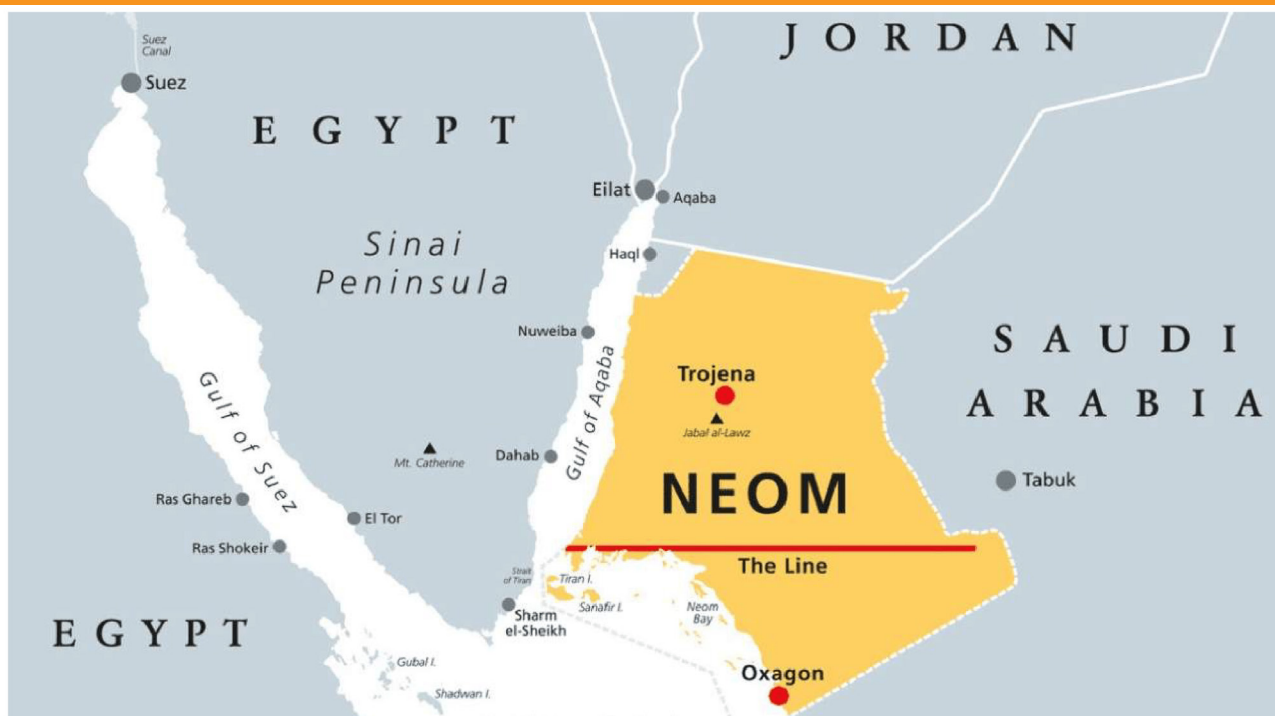 Suez
Canal
Suez
JORDAN
EGYPT
Eilat
Aqaba
Sinai
Peninsula
Haql
Nuweiba
SAUDI
ARABIA
Gulf of Suez
Gulf of Aqaba
Trojena
Jabal al-Lawz
Mt. Catherine
Dahab
NEOM
Tabuk
Ras Ghareb
El Tor
Ras Shokeir
The Line
Strait
of Tiran
Tiran I.
Sanafir I.
Neom
Bay
Sharm
el-Sheikh
EGYPT
Gubal I.
Shadwan I.
Oxagon